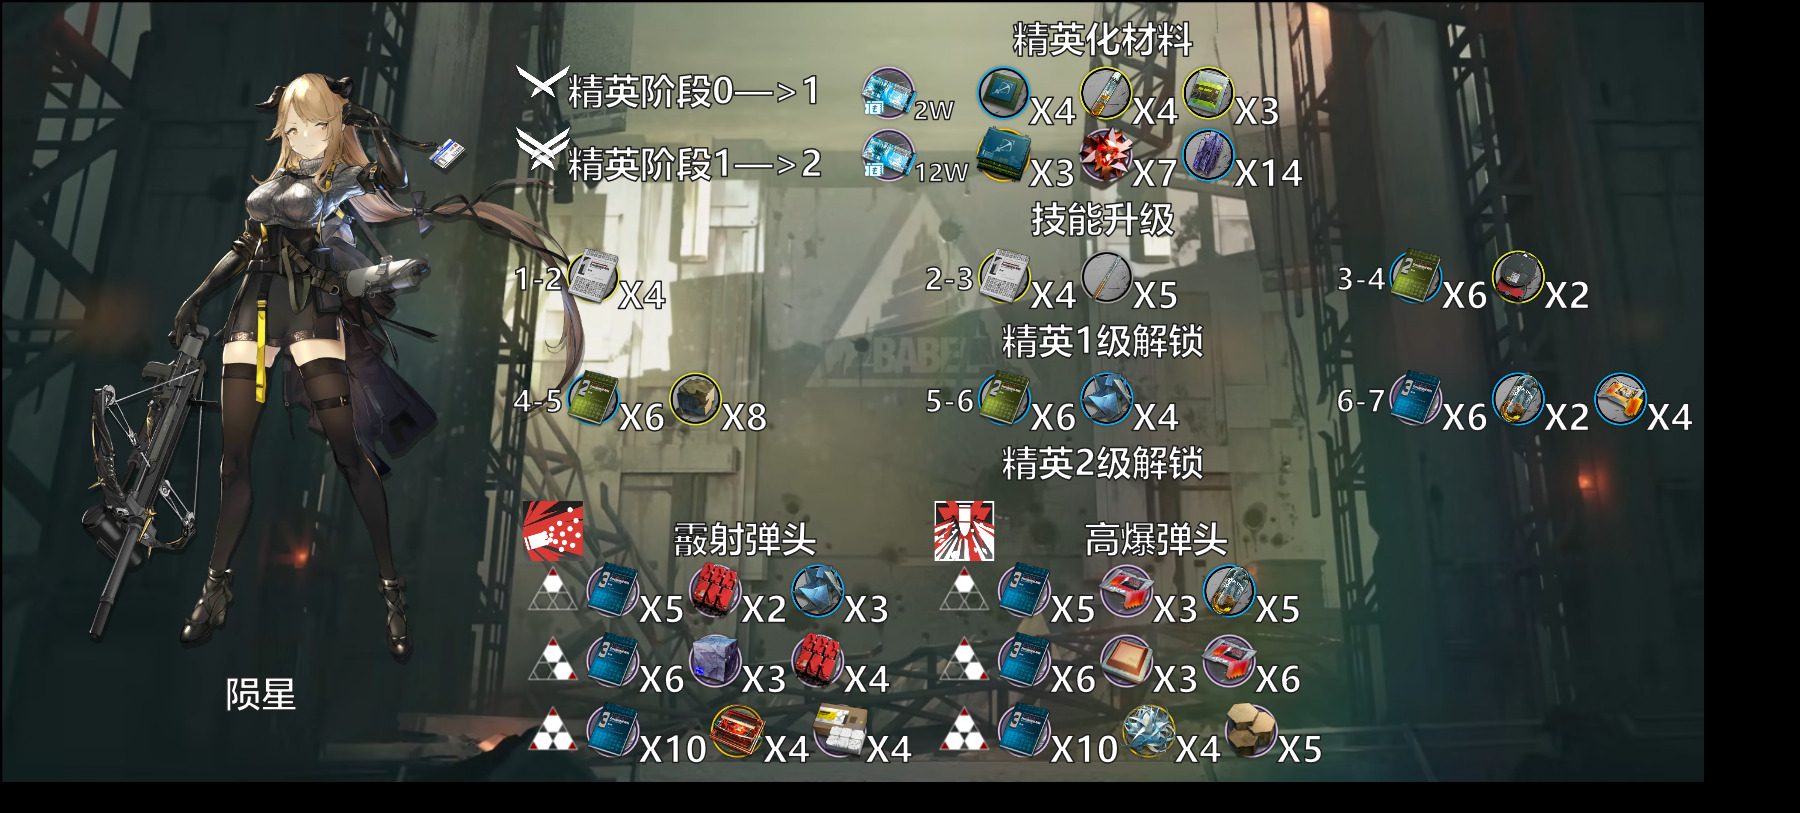 精英化材料
精英阶段0—>1 2W X4 X4 X3
精英阶段1—>2 12W X3 X7 X14
技能升级
1-2 X4 2-3 X4 X5 3-4 X6 X2
BABEL
精英1级解锁
4-5 X6 X8 5-6 X6 X4 6-7 X6 X2 X4
精英2级解锁
霰射弹头 高爆弹头
X5 X2 X3 X5 X3 X5
X6 X3 X4 X6 X3 X6
陨星
X10 X4 X4 X10 X4 X5